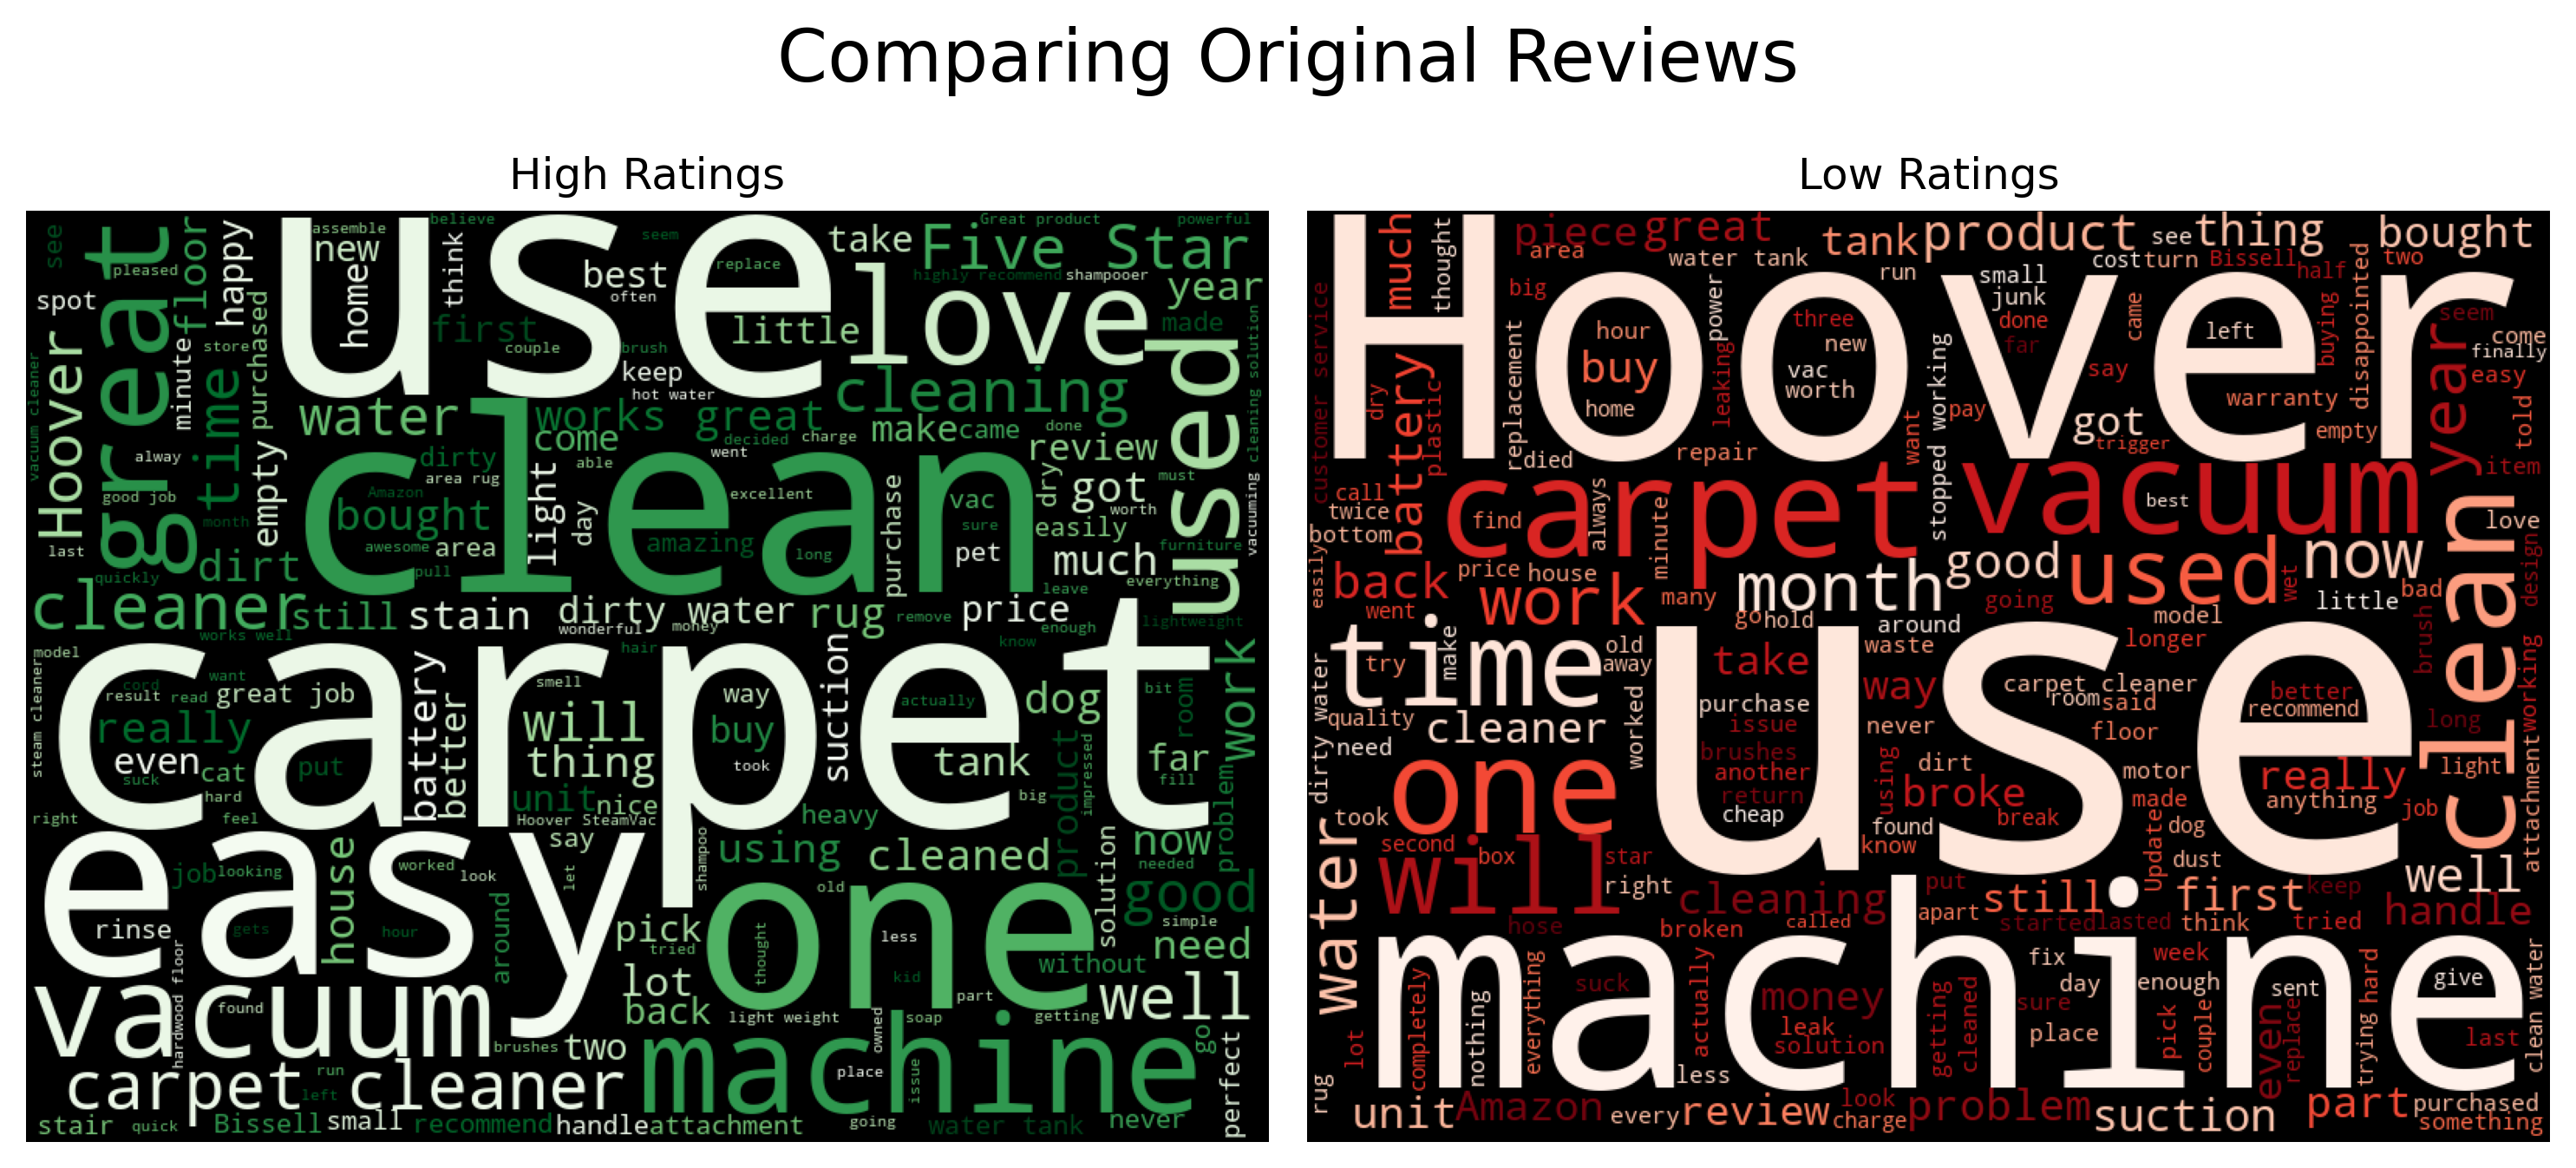 Comparing Original Reviews
High Ratings
see
great
pleased
floor
minute
happy
assemble
new
home
believe
think
use
seem
best
often
replace
take
Five Star
Great product
powerful
highly recommend
shampooer
love
year
made
spot
Hoover
vacuum cleaner
time
store
purchased
first
couple
brush
little
keep
hot water
cleaning
used
cleaning solution
water
works great
come
decided
charge
make
came
done
review
alway
empty
clean
dirty
area rug
able
went
Amazon
light
day
excellent
purchase
vac
dry
got
must
worth
good job
month
bought
sure
easily
vacuuming
last
awesome
area
amazing
long
pet
much
furniture
quickly
dirt
pull
leave
everything
cleaner
still
stain
dirty water
rug
remove
price
lightweight
wonderful
money
enough
works well
hair
know
model
carpet
work
steam cleaner
cord
want
result
read
great job
battery
better
smell
way
suction
actually
dog
bit
room
really
will
buy
product
impressed
even
cat
put
thing
took
tank
far
fill
suck
hard
unit
nice
big
problem
right
feel
Hoover SteamVac
heavy
easy
say
shampoo
using
cleaned
solution
now
needed
job
looking
house
worked
look
let
old
one
good
rinse
gets
hour
around
pick
tried
thought
less
simple
hardwood floor
lot
kid
without
need
vacuum
found
back
light weight
owned
soap
part
getting
well
brushes
two
machine
go
carpet cleaner
run
place
issue
perfect
left
stair
quick
Bissell
small
recommend
handle
attachment
going
water tank
never
Low Ratings
much
thought
piece
great
area
water tank
tank
product
see
thing
bought
run
cost
turn
Bissell
half
two
big
Hoover
small
junk
power
hour
three
done
came
left
buying
disappointed
seem
come
finally
customer service
dry
battery
plastic
replacement
buy
leaking
new
far
vac
worth
home
stopped working
say
easy
told
want
pay
got
trigger
warranty
empty
died
repair
year
item
call
twice
bottom
carpet
find
always
minute
vacuum
best
clean
love
easily
back
price
house
month
good
used
now
wet
bad
design
went
work
many
going
little
go
hold
around
model
time
try
make
old
away
waste
longer
brush
dirty water
take
use
carpet cleaner
better
working
way
room
said
recommend
quality
cleaner
worked
purchase
issue
never
floor
long
need
brushes
dirt
motor
light
one
another
return
using
broke
made
really
anything
attachment
took
cheap
found
break
dog
job
second
box
star
know
Updated
dust
water
will
right
cleaning
put
still
first
keep
well
hose
broken
called
apart
started
lasted
think
tried
handle
machine
completely
nothing
everything
suck
actually
money
leak
solution
getting
cleaned
fix
day
sure
place
enough
week
pick
couple
sent
even
replace
trying hard
give
last
clean water
lot
rug
less
unit
Amazon
every
review
look
charge
problem
suction
part
purchased
something